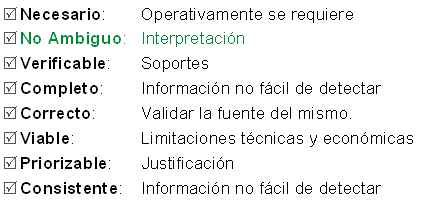 ☑ Necesario: Operativamente se requiere
☑ No Ambiguo: Interpretación
☑ Verificable: Soportes
☑ Completo: Información no fácil de detectar
☑ Correcto: Validar la fuente del mismo.
☑ Viable: Limitaciones técnicas y económicas
☑ Priorizable: Justificación
☑ Consistente: Información no fácil de detectar